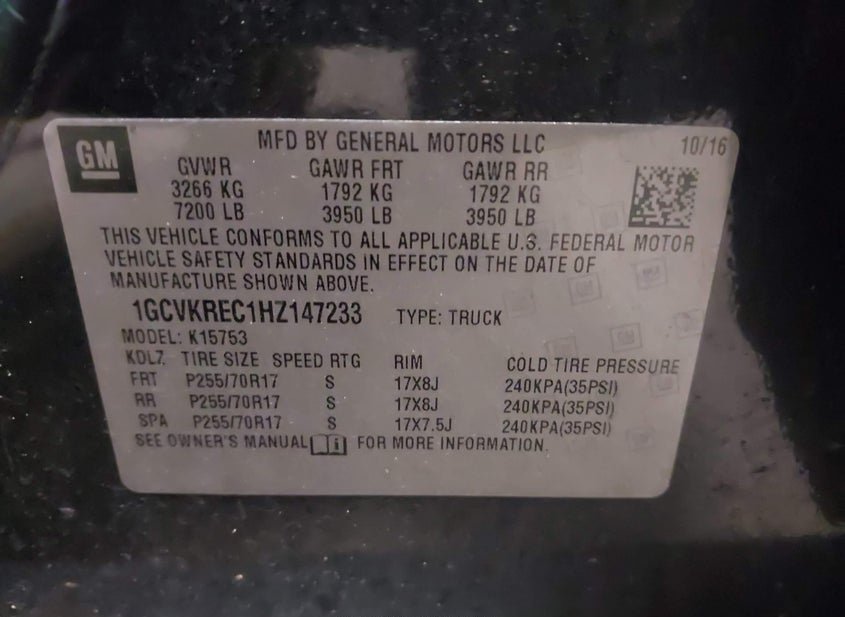 GM
MFD BY GENERAL MOTORS LLC 10/16
GVWR GAWR FRT GAWR RR
3266 KG 1792 KG 1792 KG
7200 LB 3950 LB 3950 LB
THIS VEHICLE CONFORMS TO ALL APPLICABLE U.S. FEDERAL MOTOR
VEHICLE SAFETY STANDARDS IN EFFECT ON THE DATE OF
MANUFACTURE SHOWN ABOVE.
1GCVKREC1HZ147233 TYPE: TRUCK
MODEL: K15753
KDLZ TIRE SIZE SPEED RTG RIM COLD TIRE PRESSURE
FRT P255/70R17 S 17X8J 240KPA(35PSI)
RR P255/70R17 S 17X8J 240KPA(35PSI)
SPA P255/70R17 S 17X7.5J 240KPA(35PSI)
SEE OWNER'S MANUAL i FOR MORE INFORMATION.